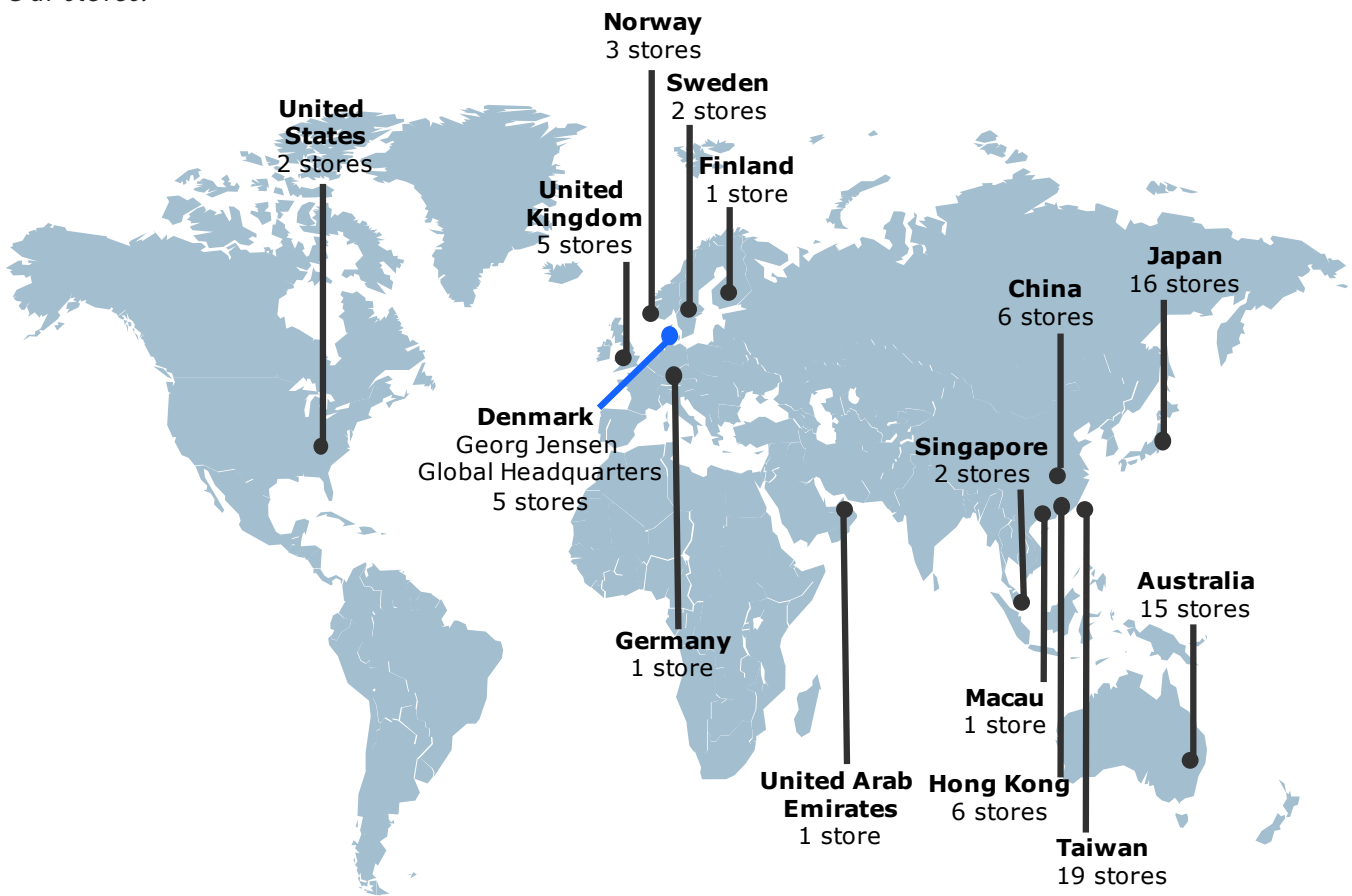 Our stores:
Norway
3 stores
Sweden
2 stores
United
States
2 stores
Finland
1 store
United
Kingdom
5 stores
Japan
16 stores
China
6 stores
Denmark
Georg Jensen
Global Headquarters
5 stores
Singapore
2 stores
Australia
15 stores
Germany
1 store
Macau
1 store
United Arab
Emirates
1 store
Hong Kong
6 stores
Taiwan
19 stores